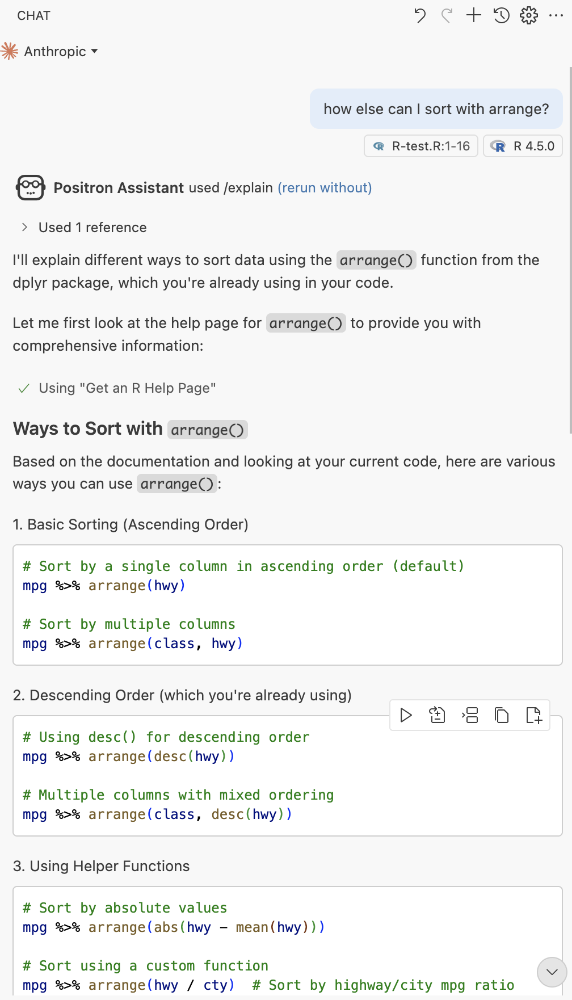 CHAT
Anthropic
how else can I sort with arrange?
R-test.R:1-16
R 4.5.0
Positron Assistant used /explain (rerun without)
Used 1 reference
I'll explain different ways to sort data using the arrange() function from the
dplyr package, which you're already using in your code.
Let me first look at the help page for arrange() to provide you with
comprehensive information:
Using "Get an R Help Page"
Ways to Sort with arrange()
Based on the documentation and looking at your current code, here are various
ways you can use arrange():
1. Basic Sorting (Ascending Order)
# Sort by a single column in ascending order (default)
mpg %>% arrange(hwy)
# Sort by multiple columns
mpg %>% arrange(class, hwy)
2. Descending Order (which you're already using)
# Using desc() for descending order
mpg %>% arrange(desc(hwy))
# Multiple columns with mixed ordering
mpg %>% arrange(class, desc(hwy))
3. Using Helper Functions
# Sort by absolute values
mpg %>% arrange(abs(hwy - mean(hwy)))
# Sort using a custom function
mpg %>% arrange(hwy / cty)  # Sort by highway/city mpg ratio